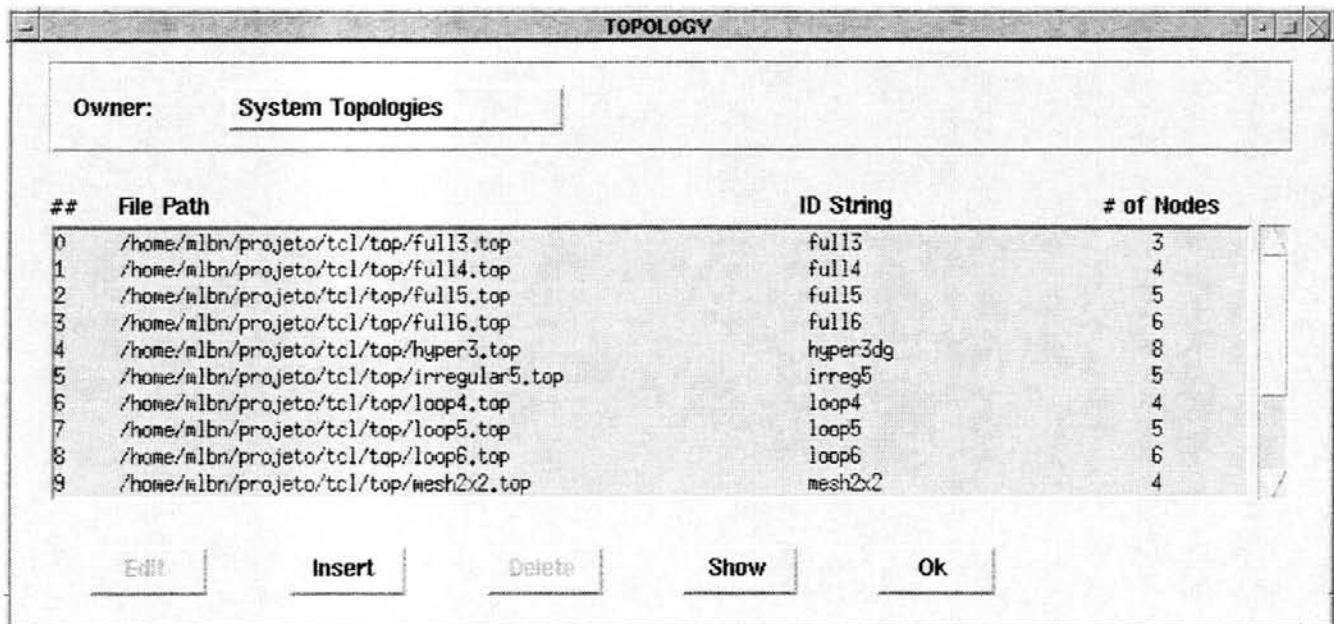 TOPOLOGY
Owner: System Topologies
## File Path ID String # of Nodes
0 /home/mlbn/projeto/tcl/top/full3.top full3 3
1 /home/mlbn/projeto/tcl/top/full4.top full4 4
2 /home/mlbn/projeto/tcl/top/full5.top full5 5
3 /home/mlbn/projeto/tcl/top/full6.top full6 6
4 /home/mlbn/projeto/tcl/top/hyper3.top hyper3dg 8
5 /home/mlbn/projeto/tcl/top/irregular5.top irreg5 5
6 /home/mlbn/projeto/tcl/top/loop4.top loop4 4
7 /home/mlbn/projeto/tcl/top/loop5.top loop5 5
8 /home/mlbn/projeto/tcl/top/loop6.top loop6 6
9 /home/mlbn/projeto/tcl/top/mesh2x2.top mesh2x2 4
Edit Insert Delete Show Ok